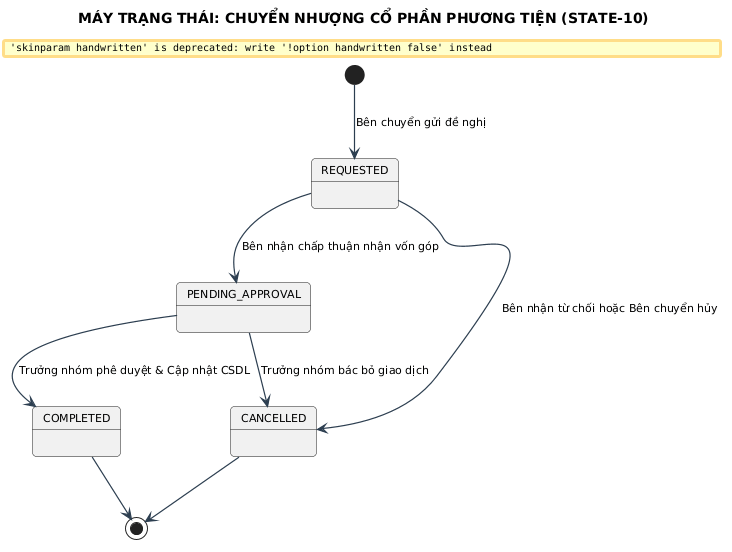 MÁY TRẠNG THÁI: CHUYỂN NHƯỢNG CỔ PHẦN PHƯƠNG TIỆN (STATE-10)
'skinparam handwritten' is deprecated: write '!option handwritten false' instead
Bên chuyển gửi đề nghị
REQUESTED
Bên nhận chấp thuận nhận vốn góp
PENDING_APPROVAL
Bên nhận từ chối hoặc Bên chuyển hủy
Trưởng nhóm phê duyệt & Cập nhật CSDL
Trưởng nhóm bác bỏ giao dịch
COMPLETED
CANCELLED